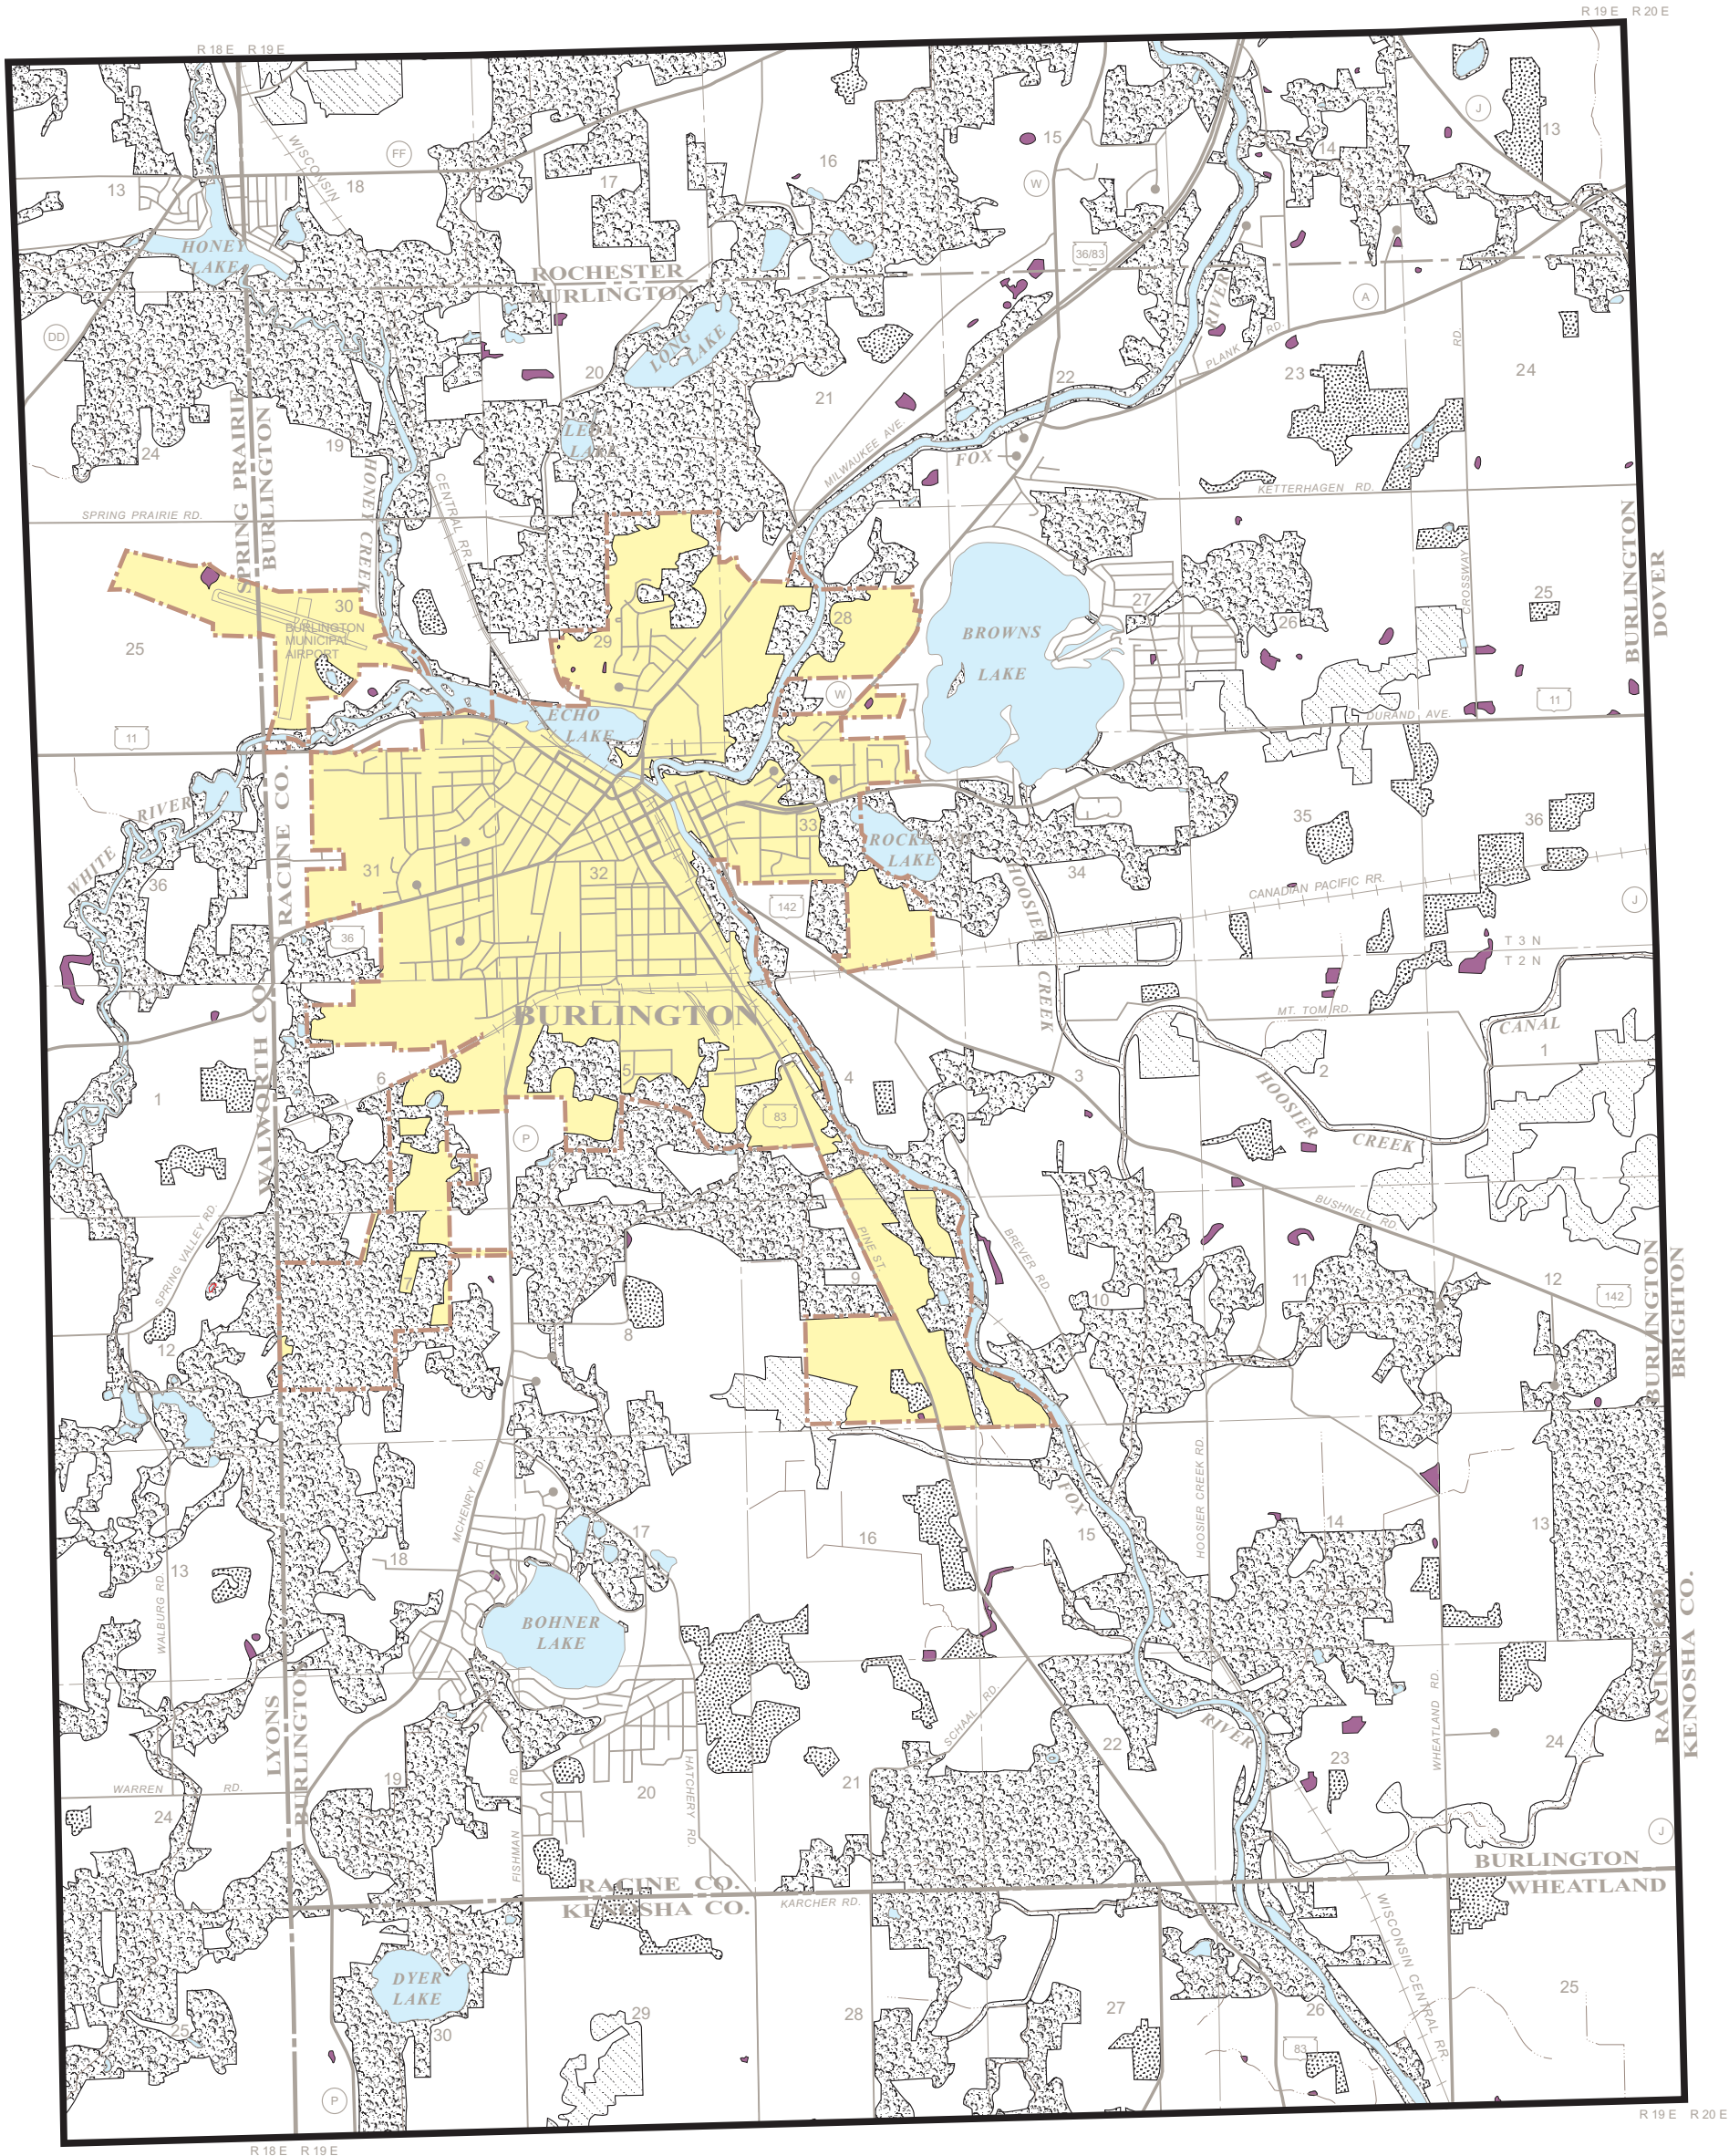 R 19 E R 20 E
R 18 E R 19 E
WISCONSIN
FF
J
13
18
17
16
15
14
13
W
36/83
HONEY
LAKE
ROCHESTER
BURLINGTON
RIVER
A
DD
LONG
LAKE
PLANK RD.
RD.
20
21
22
23
24
SPRING PRAIRIE
BURLINGTON
24
19
MILWAUKEE AVE.
FOX
HONEY CREEK
CENTRAL RR.
KETTERHAGEN RD.
SPRING PRAIRIE RD.
BURLINGTON
DOVER
CROSSWAY
25
30
BURLINGTON
MUNICIPAL
AIRPORT
29
28
BROWNS
LAKE
27
26
25
W
ECHO
LAKE
11
DURAND AVE.
11
WHITE RIVER
RACINE CO.
WALWORTH CO.
36
31
32
33
34
35
36
LAKE
HOOSIER
CREEK
CANADIAN PACIFIC RR.
J
142
36
T 3 N
T 2 N
BURLINGTON
MT. TOM RD.
CANAL
1
6
5
4
3
2
1
HOOSIER
CREEK
83
P
SPRING VALLEY RD.
PINE ST.
BREVER RD.
BUSHNELL RD.
BURLINGTON
BRIGHTON
12
7
8
9
10
11
12
142
MCHENRY RD.
FOX
HOOSIER CREEK RD.
13
18
17
16
15
14
13
WALBURG RD.
BOHNER
LAKE
RACINE CO.
KENOSHA CO.
LYONS
BURLINGTON
SCHAAL RD.
RIVER
WHEATLAND RD.
WARREN RD.
24
19
20
21
22
23
24
FISHMAN RD.
HATCHERY RD.
J
BURLINGTON
WHEATLAND
RACINE CO.
KENOSHA CO.
KARCHER RD.
WISCONSIN CENTRAL RR.
DYER
LAKE
25
30
29
28
27
26
25
83
P
R 18 E R 19 E
R 19 E R 20 E